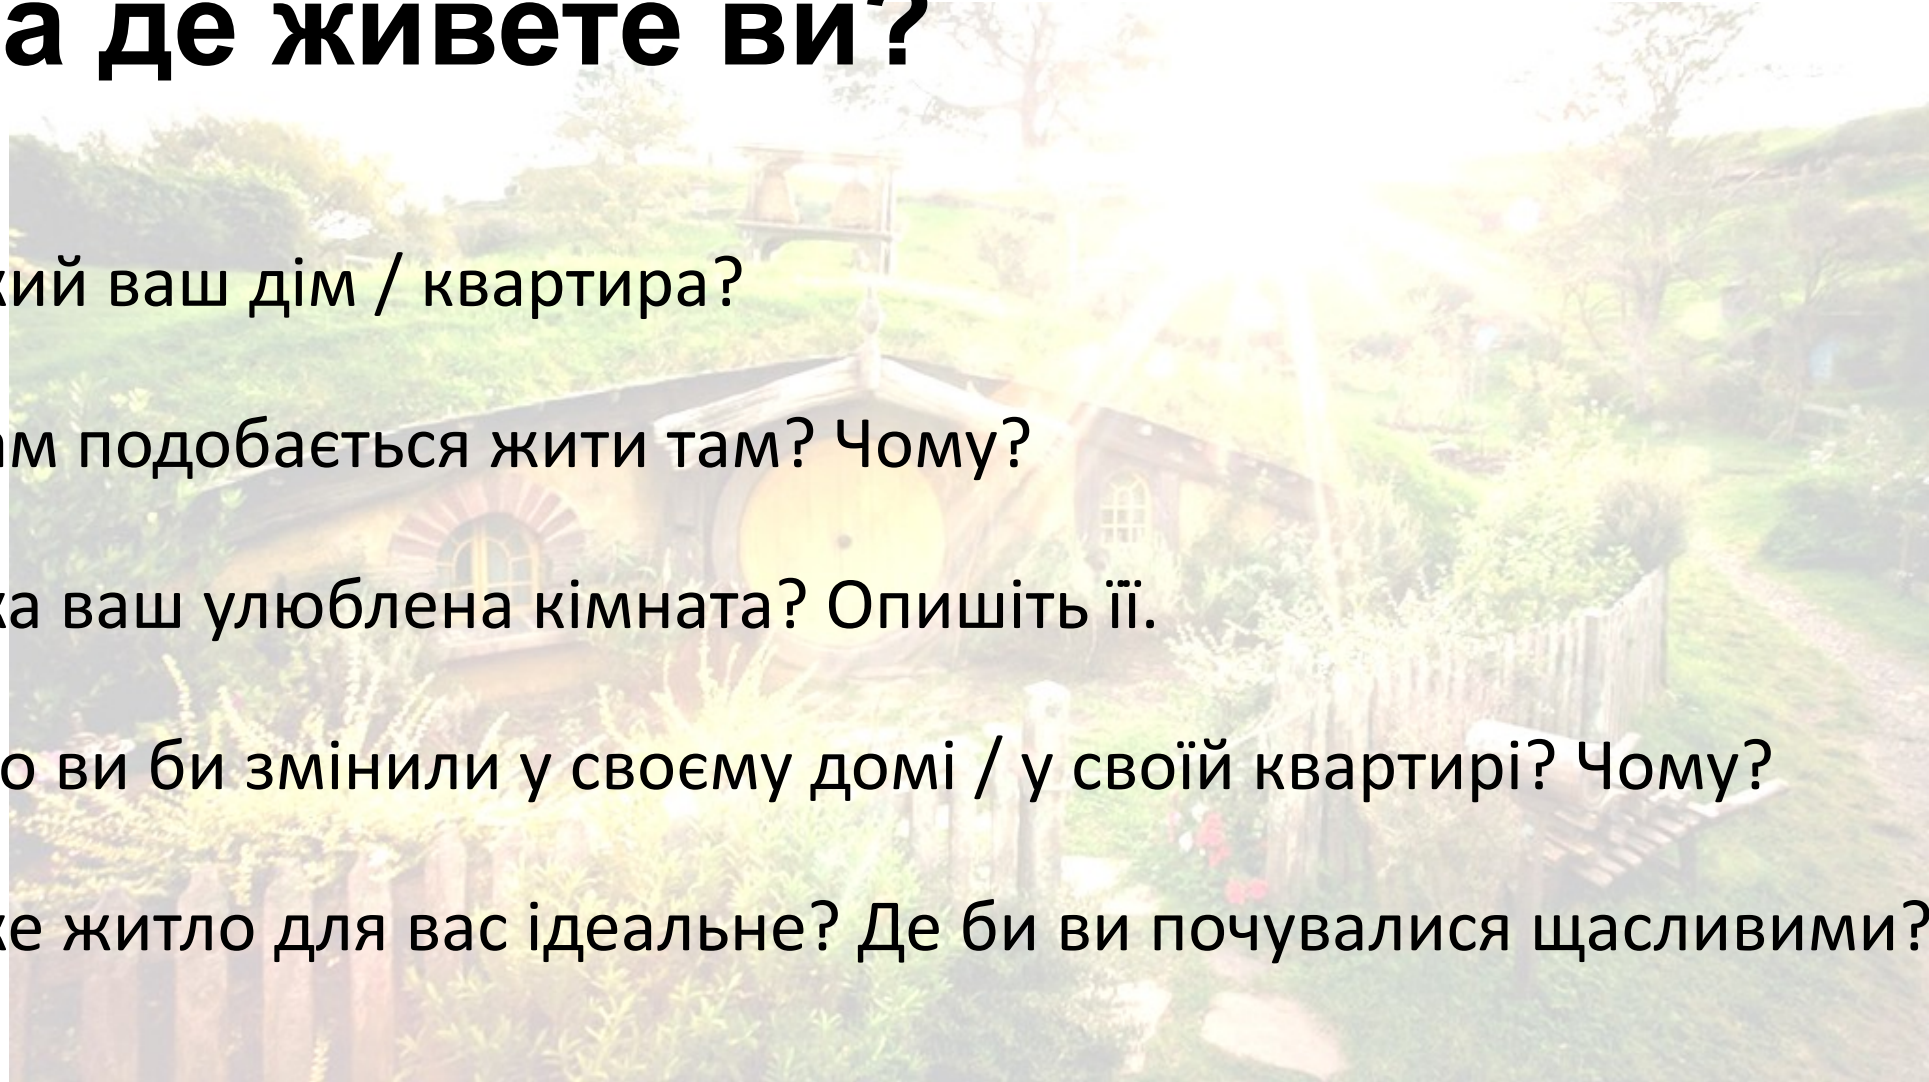 а де живете ви?
кий ваш дім / квартира?
ам подобається жити там? Чому?
ка ваш улюблена кімната? Опишіть її.
о ви би змінили у своєму домі / у своїй квартирі? Чому?
ке житло для вас ідеальне? Де би ви почувалися щасливими?